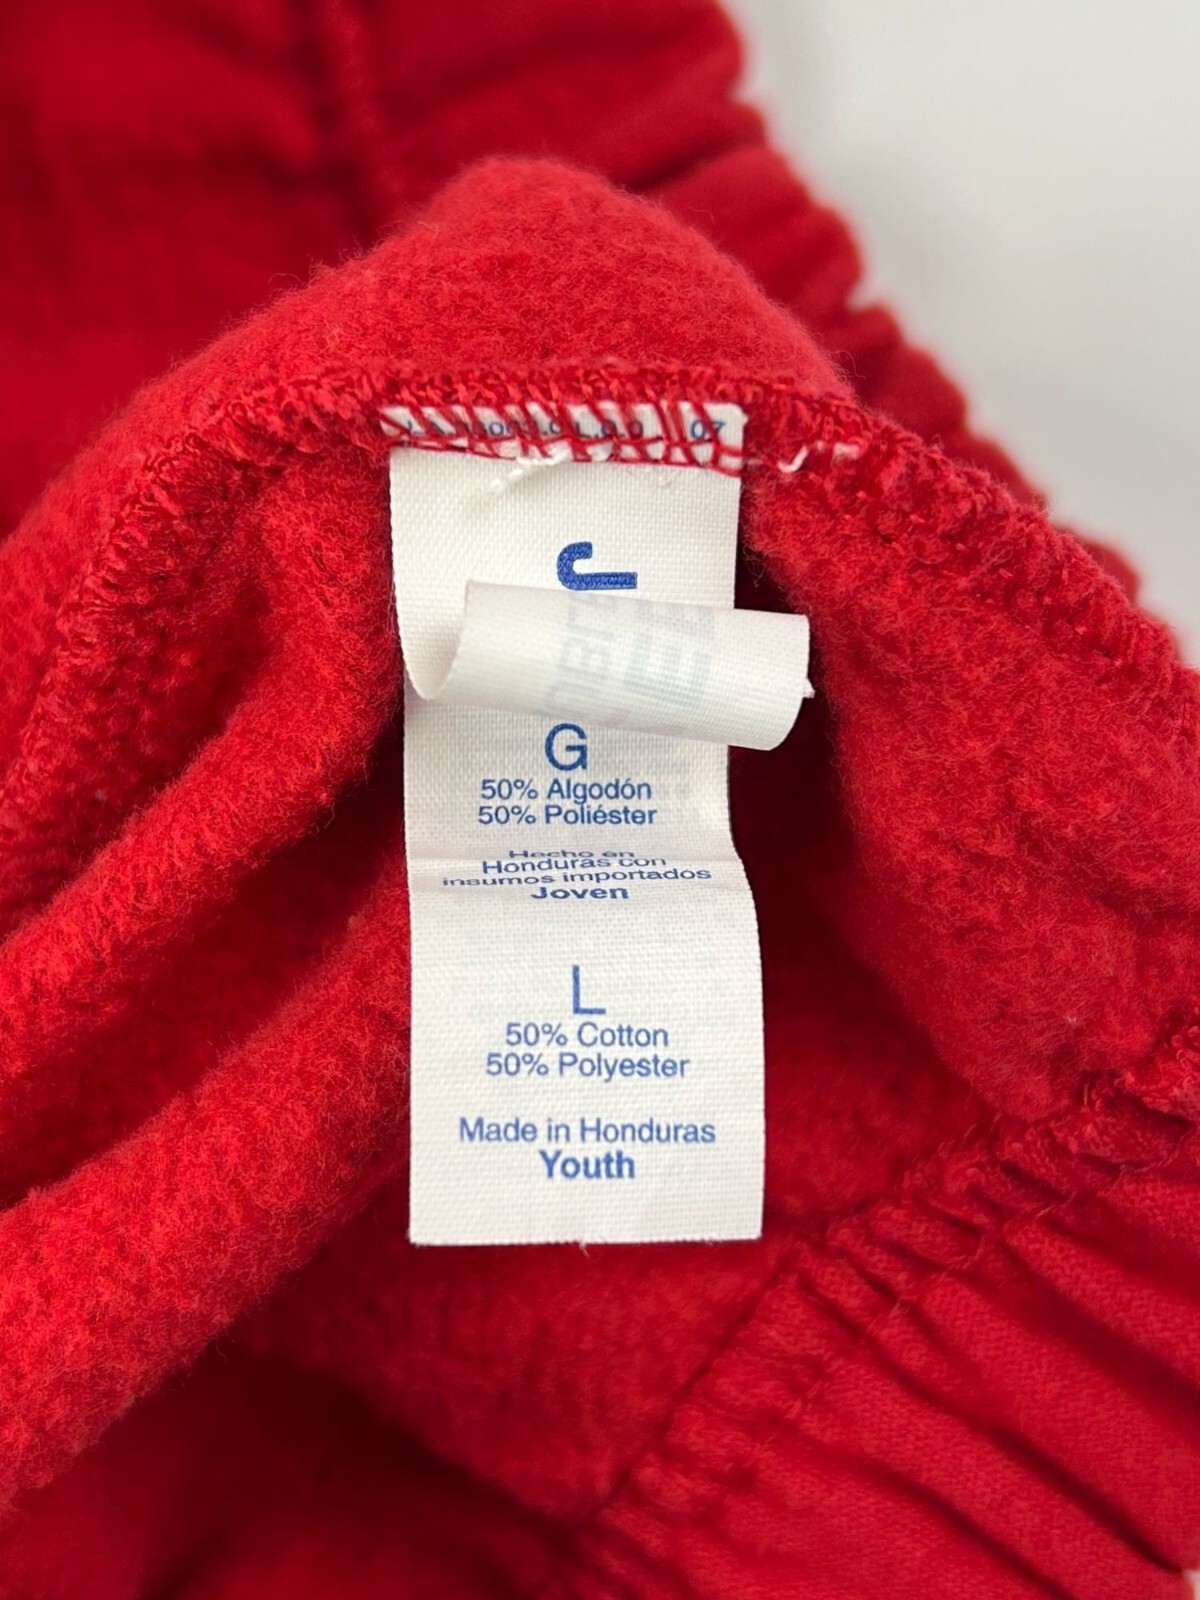 07
J
G
50% Algodón
50% Poliéster
Hecho en
Honduras con
insumos importados
Joven
L
50% Cotton
50% Polyester
Made in Honduras
Youth